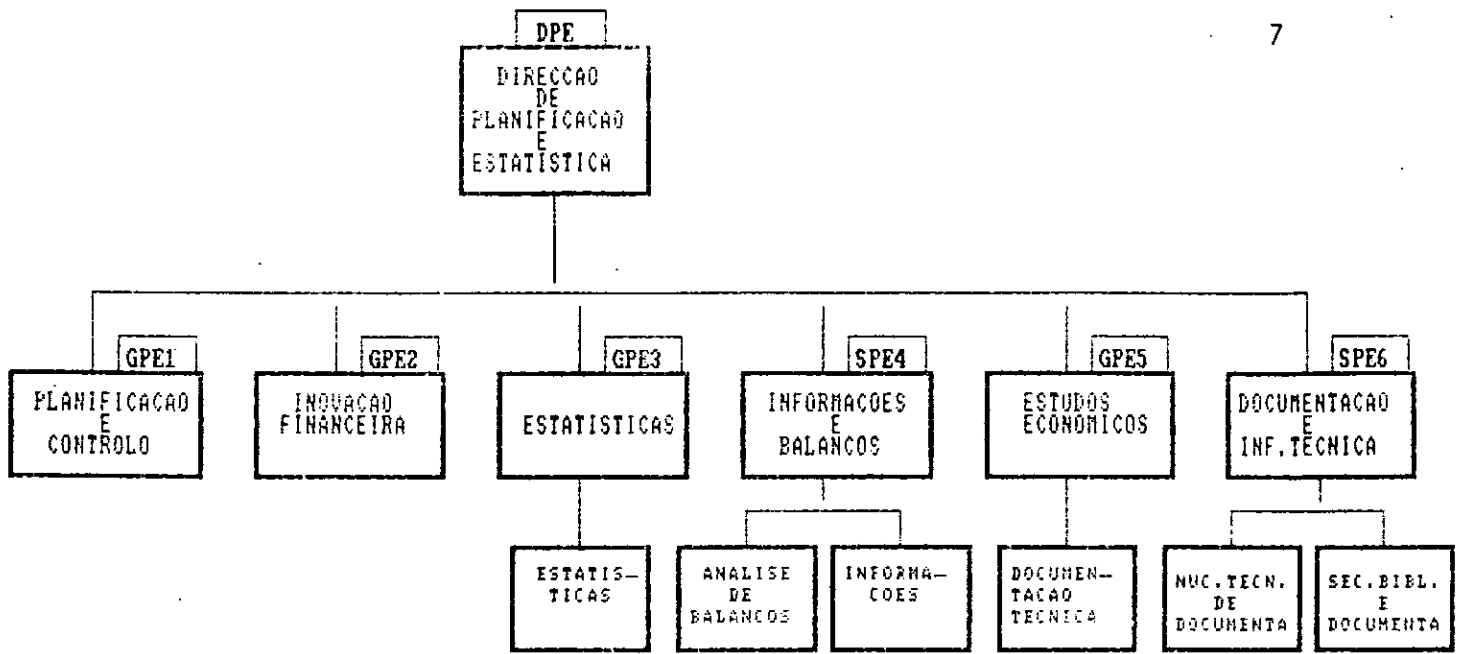 7
DPE
DIRECCAO
DE
PLANIFICACAO
E
ESTATISTICA
GPE1
PLANIFICACAO
E
CONTROLO
GPE2
INOVACAO
FINANCEIRA
GPE3
ESTATISTICAS
SPE4
INFORMACOES
E
BALANCOS
GPE5
ESTUDOS
ECONOMICOS
SPE6
DOCUMENTACAO
E
INF.TECNICA
ESTATIS-
TICAS
ANALISE
DE
BALANCOS
INFORMA-
COES
DOCUMEN-
TACAO
TECNICA
NUC.TECN.
DE
DOCUMENTA
SEC.BIBL.
E
DOCUMENTA